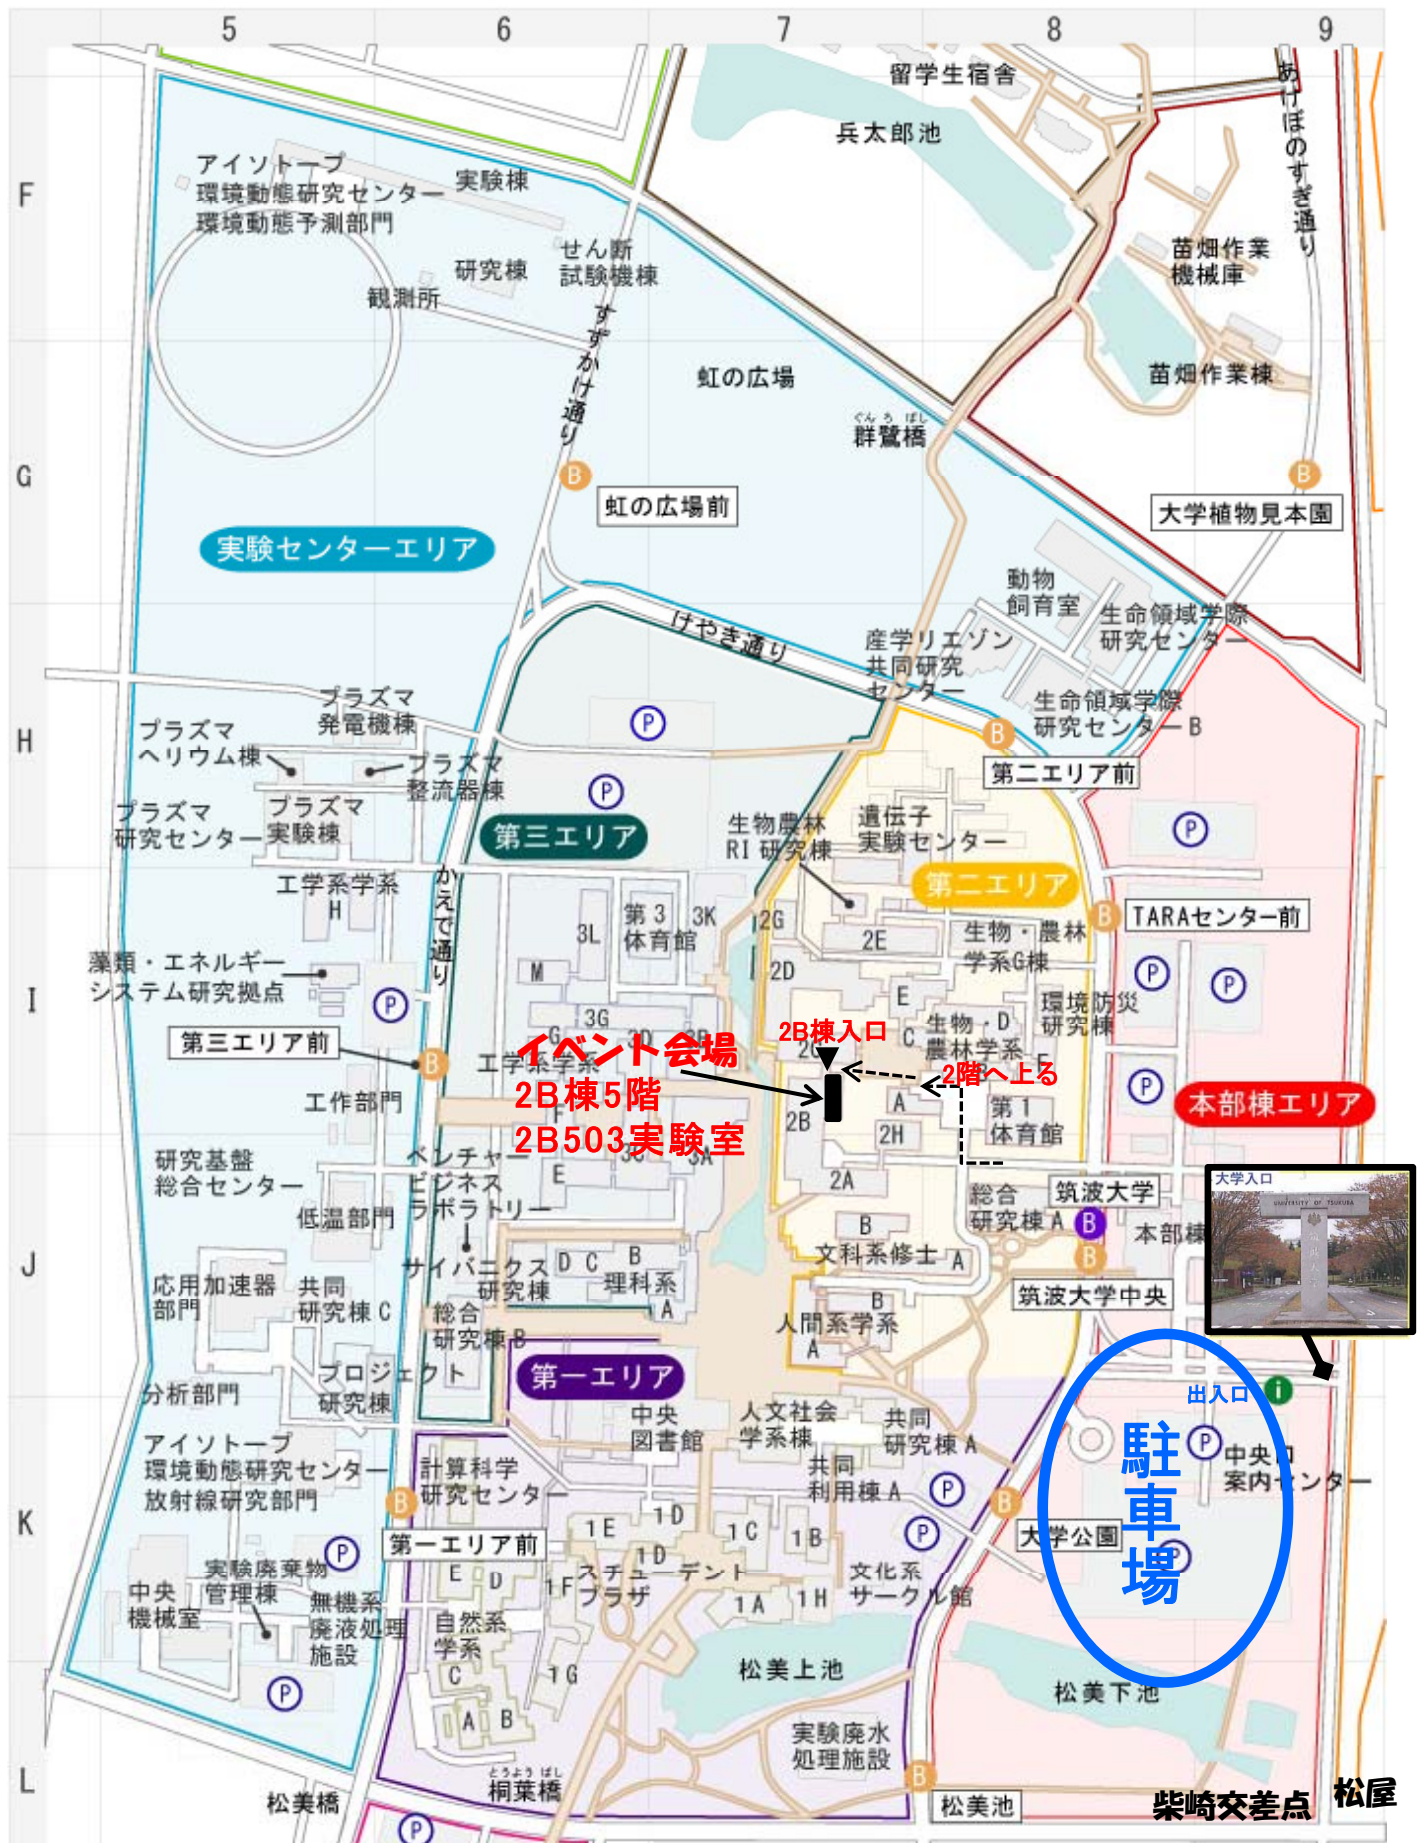 5 6 7 8 9
留学生宿舎
あけぼのすぎ通り
兵太郎池
F
アイソトープ
環境動態研究センター
環境動態予測部門
実験棟
せん断
試験機棟
研究棟
観測所
苗畑作業
機械庫
すずかけ通り
虹の広場
苗畑作業棟
ぐんろばし
群鷺橋
G
B
虹の広場前
B
大学植物見本園
実験センターエリア
動物
飼育室
生命領域学際
研究センター
けやき通り
産学リエゾン
共同研究
センター
生命領域学際
研究センターB
H
プラズマ
発電機棟
プラズマ
ヘリウム棟
プラズマ
整流器棟
P
P
B
第二エリア前
プラズマ
研究センター
プラズマ
実験棟
第三エリア
生物農林
RI 研究棟
遺伝子
実験センター
P
第二エリア
工学系学系
H
かえで通り
3L
第3
体育館
3K
2G
2E
生物・農林
学系G棟
B
TARAセンター前
藻類・エネルギー
システム研究拠点
M
2D
P
P
P
I
E
環境防災
研究棟
第三エリア前
B
G
3G
3D
3B
工学系学系
イベント会場
2B棟5階
2B503実験室
2B棟入口
2C
C
生物・D
農林学系
B
F
2階へ上る
P
本部棟エリア
工作部門
F
2B
A
2H
第1
体育館
研究基盤
総合センター
ベンチャー
ビジネス
ラボラトリー
E
3C
3A
2A
総合
研究棟A
筑波大学
B
大学入口
UNIVERSITY OF TSUKUBA
低温部門
B
文科系修士
A
本部棟
B
J
サイバニクス
研究棟
D
C
B
理科系
A
筑波大学中央
応用加速器
部門
共同
研究棟C
総合
研究棟B
B
人間系学系
A
プロジェクト
研究棟
第一エリア
分析部門
出入口
i
中央
図書館
人文社会
学系棟
共同
研究棟A
駐車場
P
中央口
案内センター
アイソトープ
環境動態研究センター
放射線研究部門
計算科学
研究センター
共同
利用棟A
P
B
K
B
第一エリア前
1E
1D
1C
1B
P
大学公園
P
1D
実験廃棄物
管理棟
P
E
D
1F
スチューデント
プラザ
文化系
サークル館
中央
機械室
無機系
廃液処理
施設
自然系
学系
1A
1H
C
1G
松美上池
松美下池
P
A
B
実験廃水
処理施設
L
とうようばし
桐葉橋
B
松美橋
松美池
柴崎交差点
松屋
P